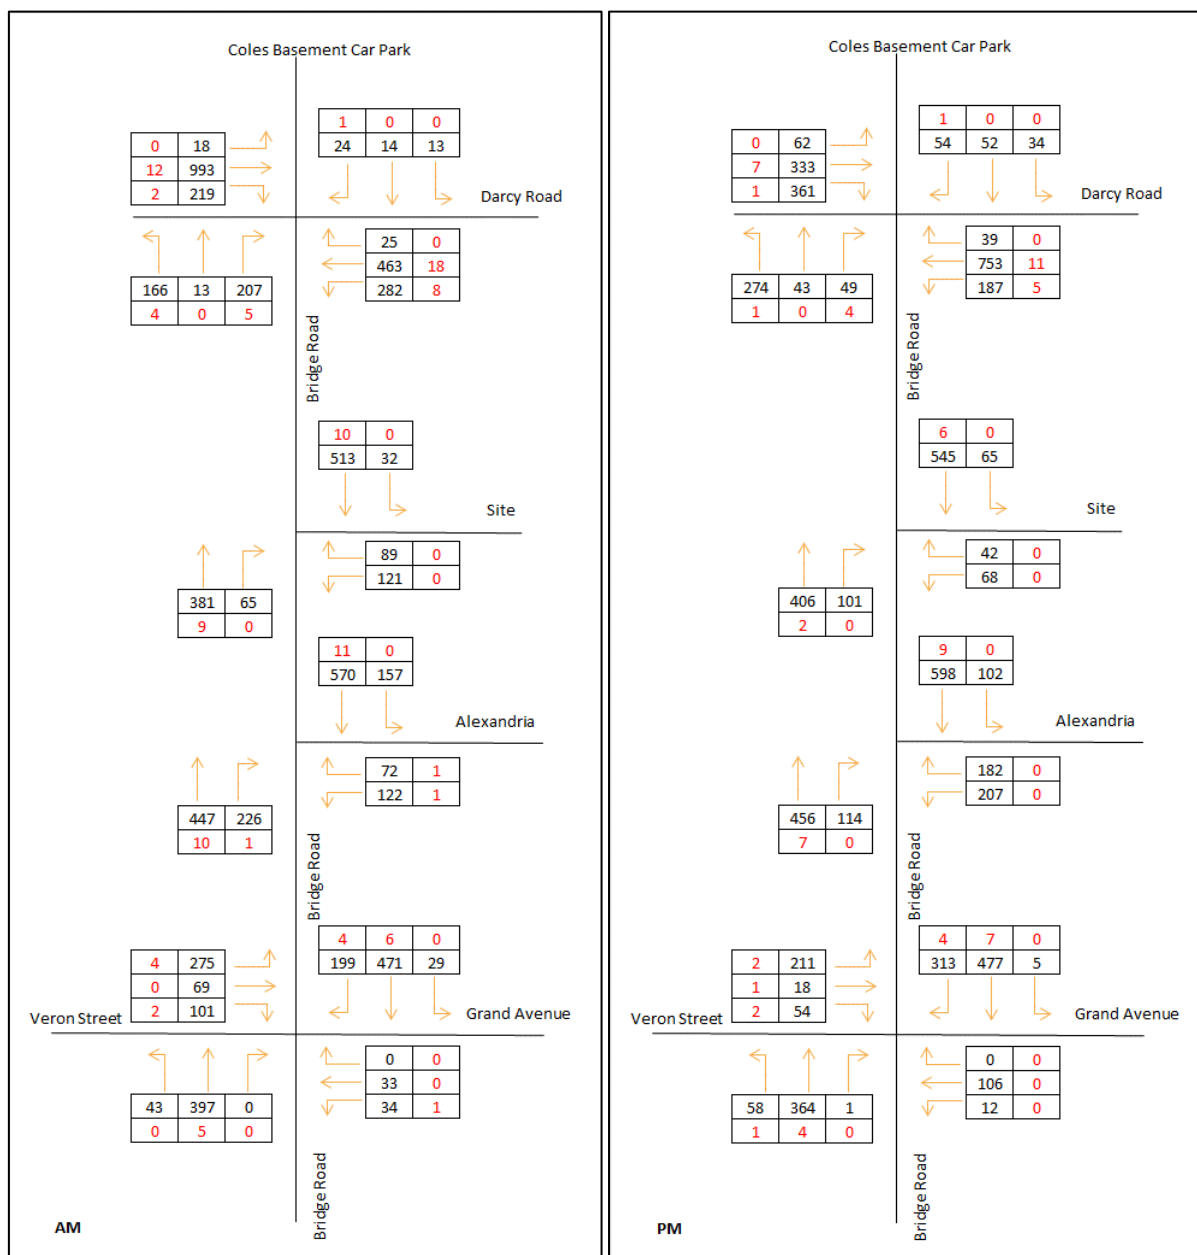 Coles Basement Car Park
1 0 0
24 14 13
0 18
12 993
2 219
Darcy Road
25 0
463 18
282 8
166 13 207
4 0 5
Bridge Road
10 0
513 32
Site
89 0
121 0
381 65
9 0
11 0
570 157
Alexandria
72 1
122 1
447 226
10 1
Bridge Road
4 6 0
199 471 29
4 275
0 69
2 101
Veron Street
Grand Avenue
0 0
33 0
34 1
43 397 0
0 5 0
Bridge Road
AM
Coles Basement Car Park
1 0 0
54 52 34
0 62
7 333
1 361
Darcy Road
39 0
753 11
187 5
274 43 49
1 0 4
Bridge Road
6 0
545 65
Site
42 0
68 0
406 101
2 0
9 0
598 102
Alexandria
182 0
207 0
456 114
7 0
Bridge Road
4 7 0
313 477 5
2 211
1 18
2 54
Veron Street
Grand Avenue
0 0
106 0
12 0
58 364 1
1 4 0
Bridge Road
PM